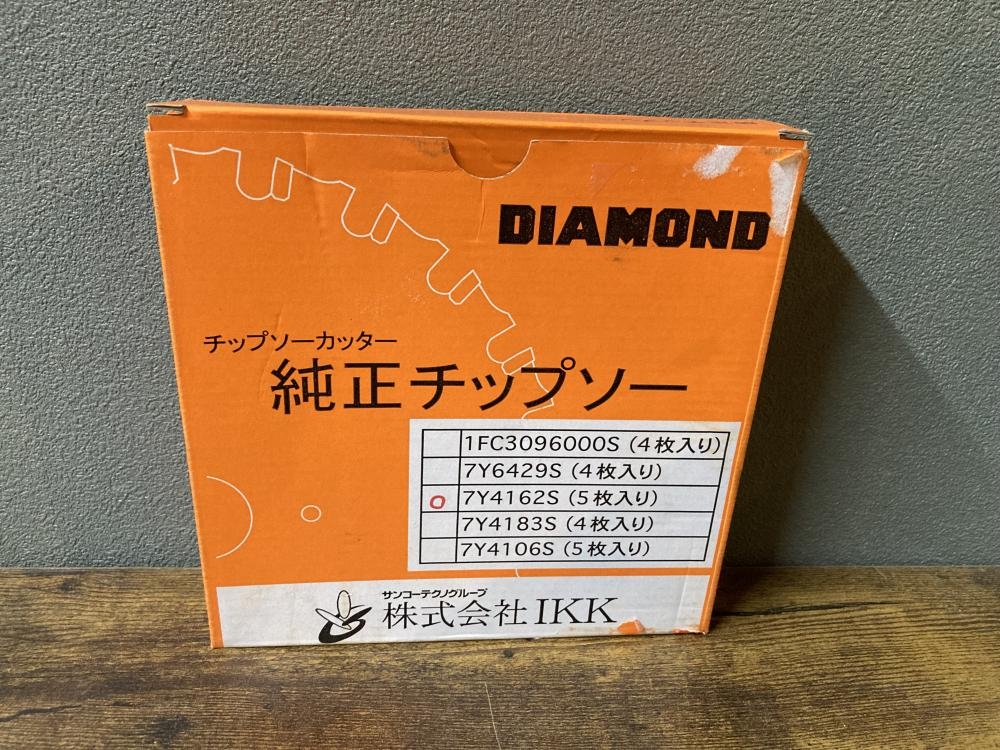 DIAMOND
チップソーカッター
純正チップソー
1FC3096000S (4枚入り)
7Y6429S (4枚入り)
○ 7Y4162S (5枚入り)
7Y4183S (4枚入り)
7Y4106S (5枚入り)
サンコーテクノグループ
株式会社IKK